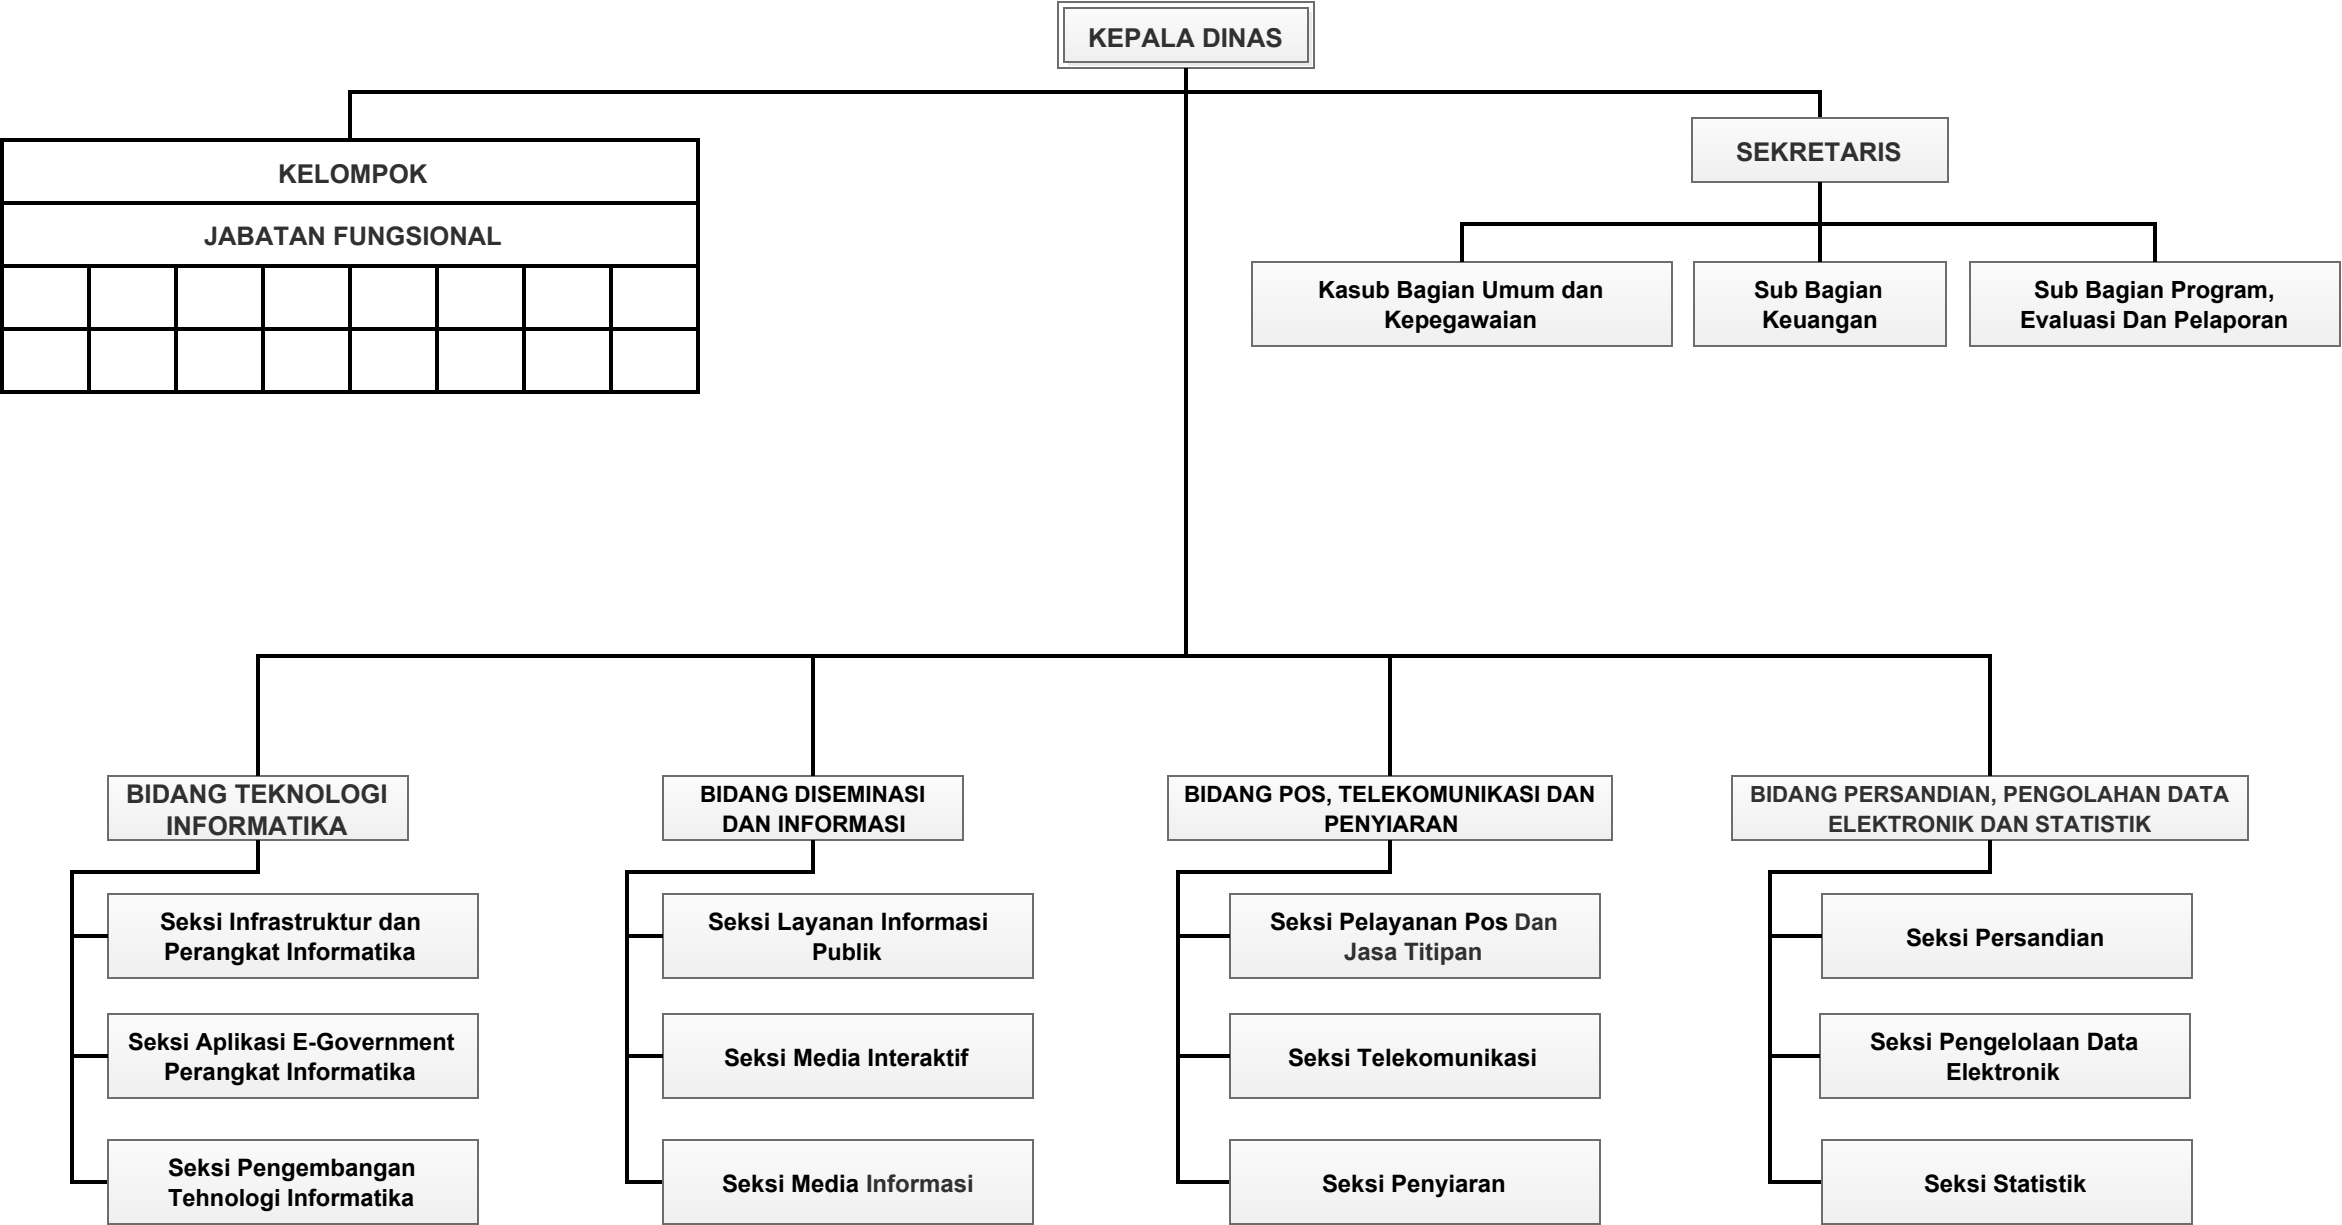 KEPALA DINAS
SEKRETARIS
KELOMPOK
JABATAN FUNGSIONAL
Kasub Bagian Umum dan
Kepegawaian
Sub Bagian
Keuangan
Sub Bagian Program,
Evaluasi Dan Pelaporan
BIDANG TEKNOLOGI
INFORMATIKA
Seksi Infrastruktur dan
Perangkat Informatika
Seksi Aplikasi E-Government
Perangkat Informatika
Seksi Pengembangan
Tehnologi Informatika
BIDANG DISEMINASI
DAN INFORMASI
Seksi Layanan Informasi
Publik
Seksi Media Interaktif
Seksi Media Informasi
BIDANG POS, TELEKOMUNIKASI DAN
PENYIARAN
Seksi Pelayanan Pos Dan
Jasa Titipan
Seksi Telekomunikasi
Seksi Penyiaran
BIDANG PERSANDIAN, PENGOLAHAN DATA
ELEKTRONIK DAN STATISTIK
Seksi Persandian
Seksi Pengelolaan Data
Elektronik
Seksi Statistik